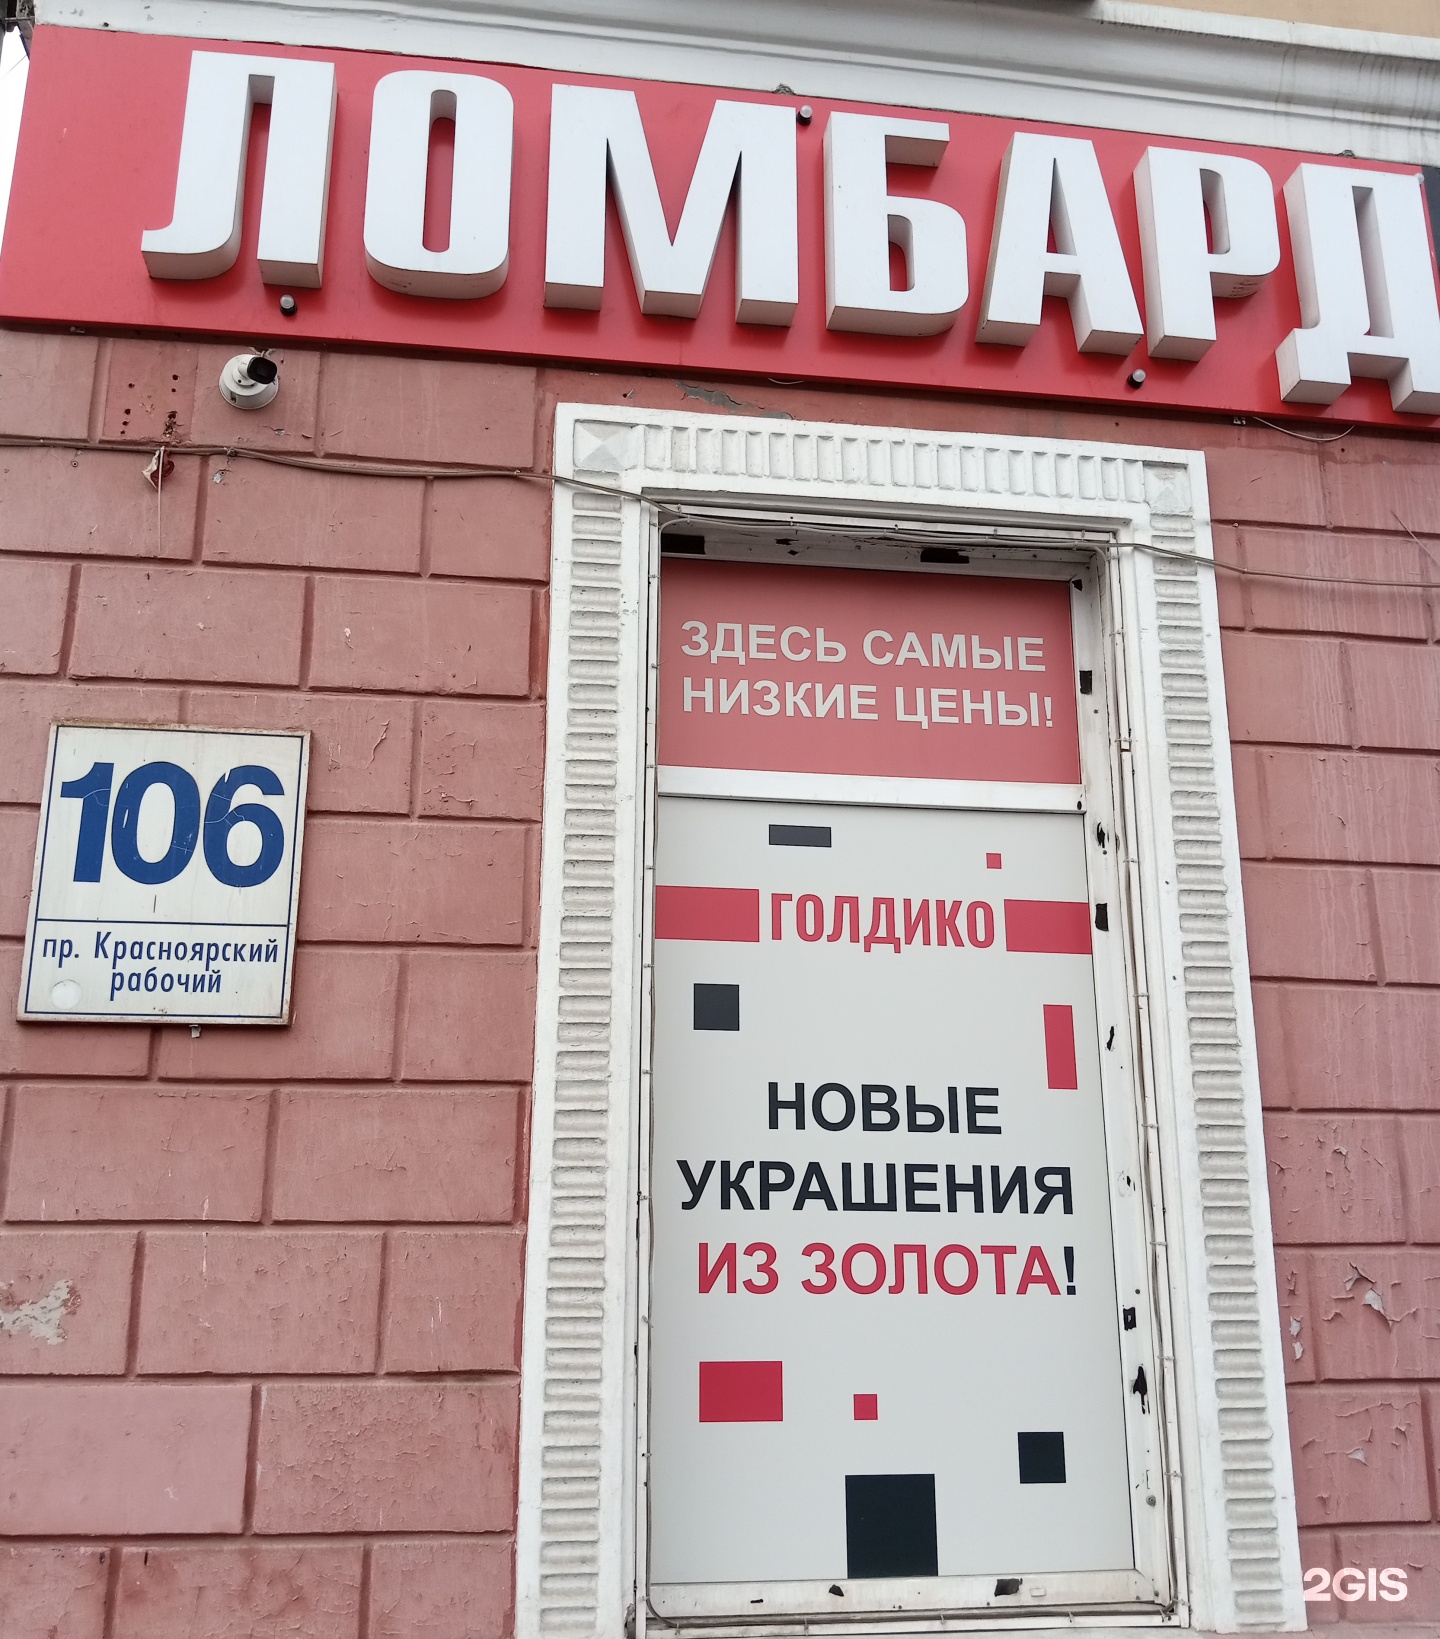 ЛОМБАРД
ЗДЕСЬ САМЫЕ
НИЗКИЕ ЦЕНЫ!
106
пр. Красноярский
рабочий
ГОЛДИКО
НОВЫЕ
УКРАШЕНИЯ
ИЗ ЗОЛОТА!
2GIS